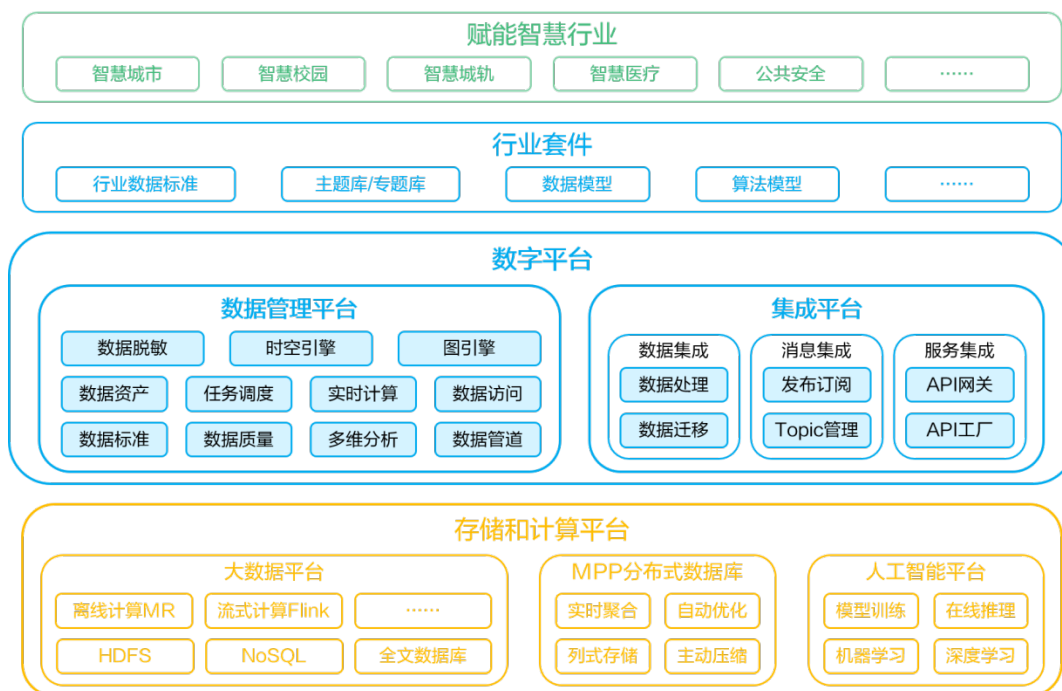 赋能智慧行业
智慧城市 智慧校园 智慧城轨 智慧医疗 公共安全 ……
行业套件
行业数据标准 主题库/专题库 数据模型 算法模型 ……
数字平台
数据管理平台
数据脱敏 时空引擎 图引擎
数据资产 任务调度 实时计算 数据访问
数据标准 数据质量 多维分析 数据管道
集成平台
数据集成 消息集成 服务集成
数据处理 发布订阅 API网关
数据迁移 Topic管理 API工厂
存储和计算平台
大数据平台
离线计算MR 流式计算Flink ……
HDFS NoSQL 全文数据库
MPP分布式数据库
实时聚合 自动优化
列式存储 主动压缩
人工智能平台
模型训练 在线推理
机器学习 深度学习